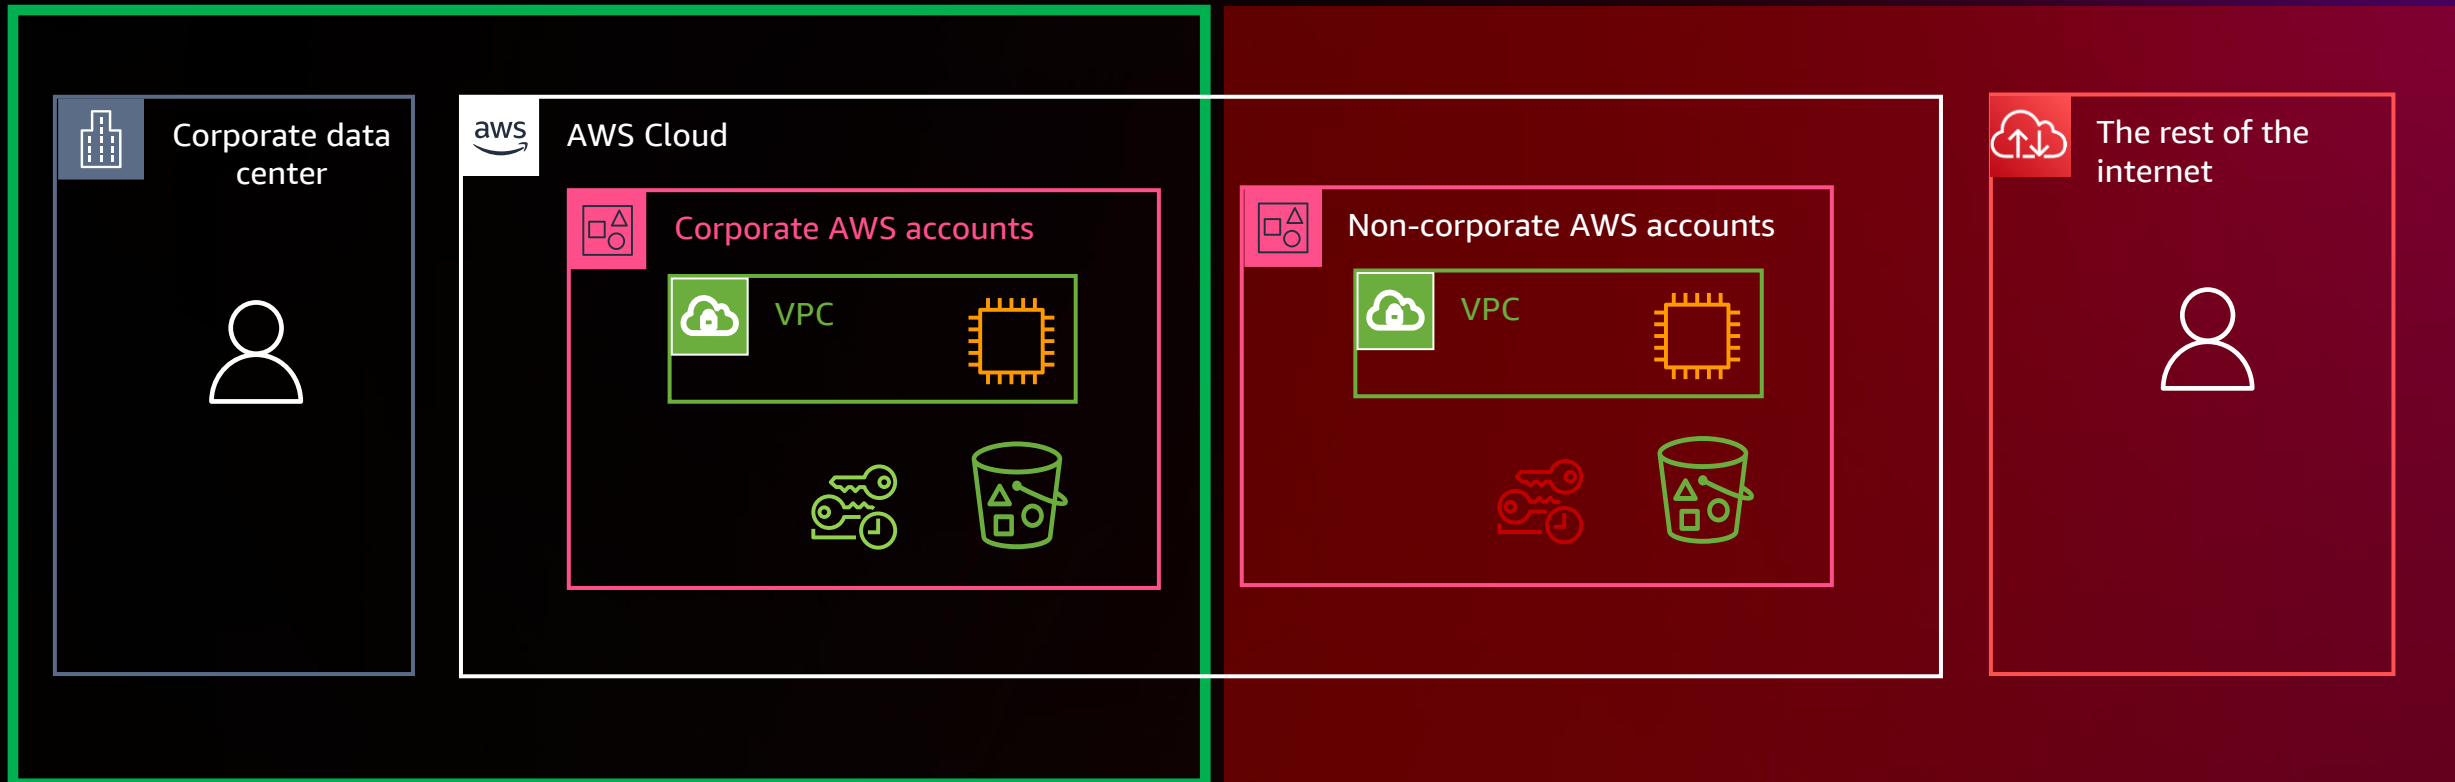 Corporate data
center
aws
AWS Cloud
Corporate AWS accounts
VPC
Non-corporate AWS accounts
VPC
The rest of the
internet